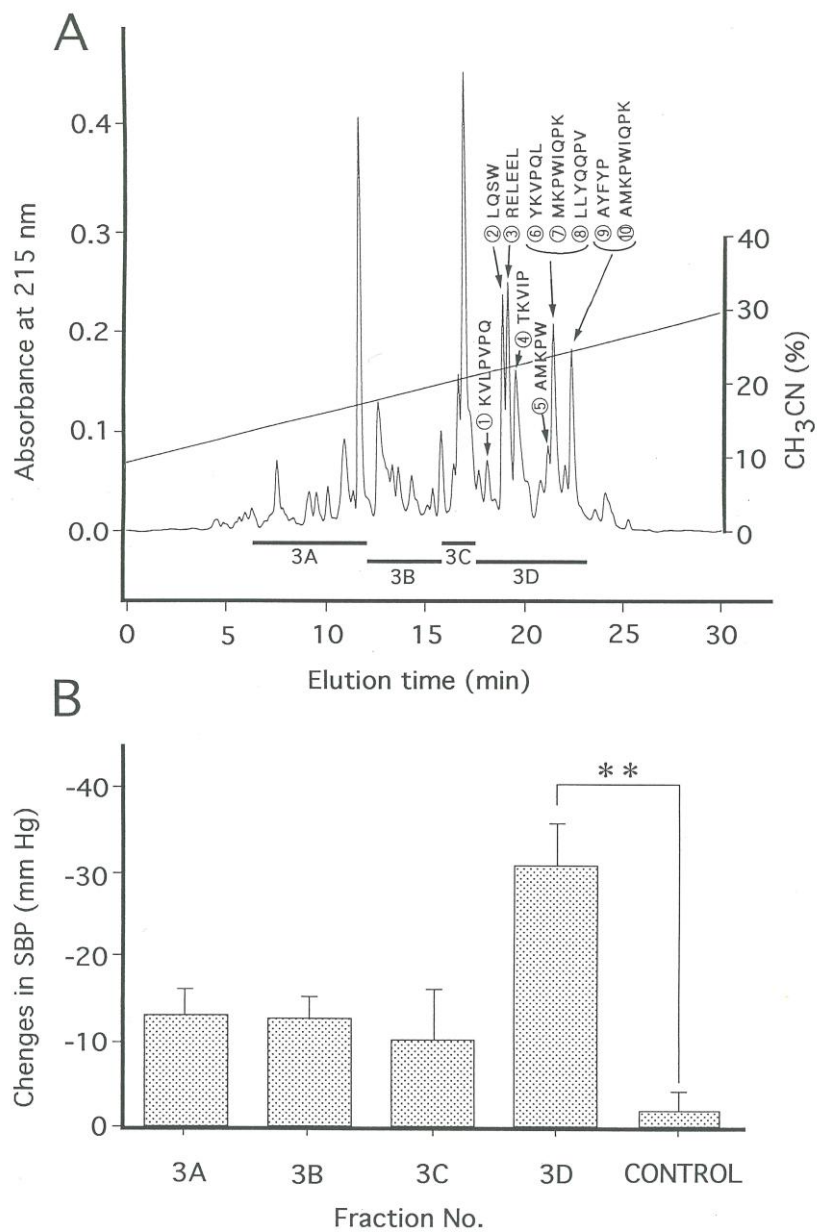 A
Absorbance at 215 nm
0.4
0.3
0.2
0.1
0.0
① KVLPVPQ
② LQSW
③ RELEEL
④ TKVIP
⑤ AMKPW
⑥ YKVPQL
⑦ MKPWIQPK
⑧ LLYQQPV
⑨ AYFYP
⑩ AMKPWIQPK
40
30
20
10
0
CH3CN (%)
3A
3B
3C
3D
0 5 10 15 20 25 30
Elution time (min)
B
Chenges in SBP (mm Hg)
-40
-30
-20
-10
0
**
3A 3B 3C 3D CONTROL
Fraction No.